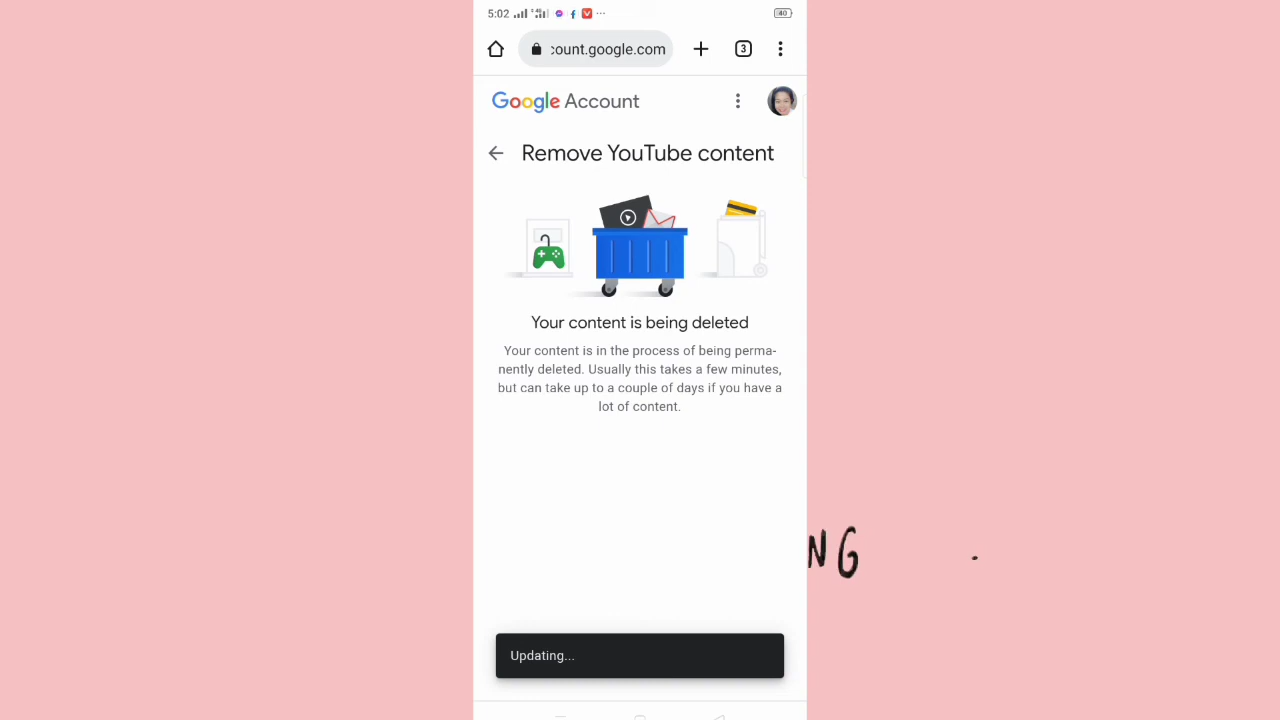 5:02 4G 40
count.google.com 3
Google Account
Remove YouTube content
Your content is being deleted
Your content is in the process of being perma-
nently deleted. Usually this takes a few minutes,
but can take up to a couple of days if you have a
lot of content.
NG
Updating...